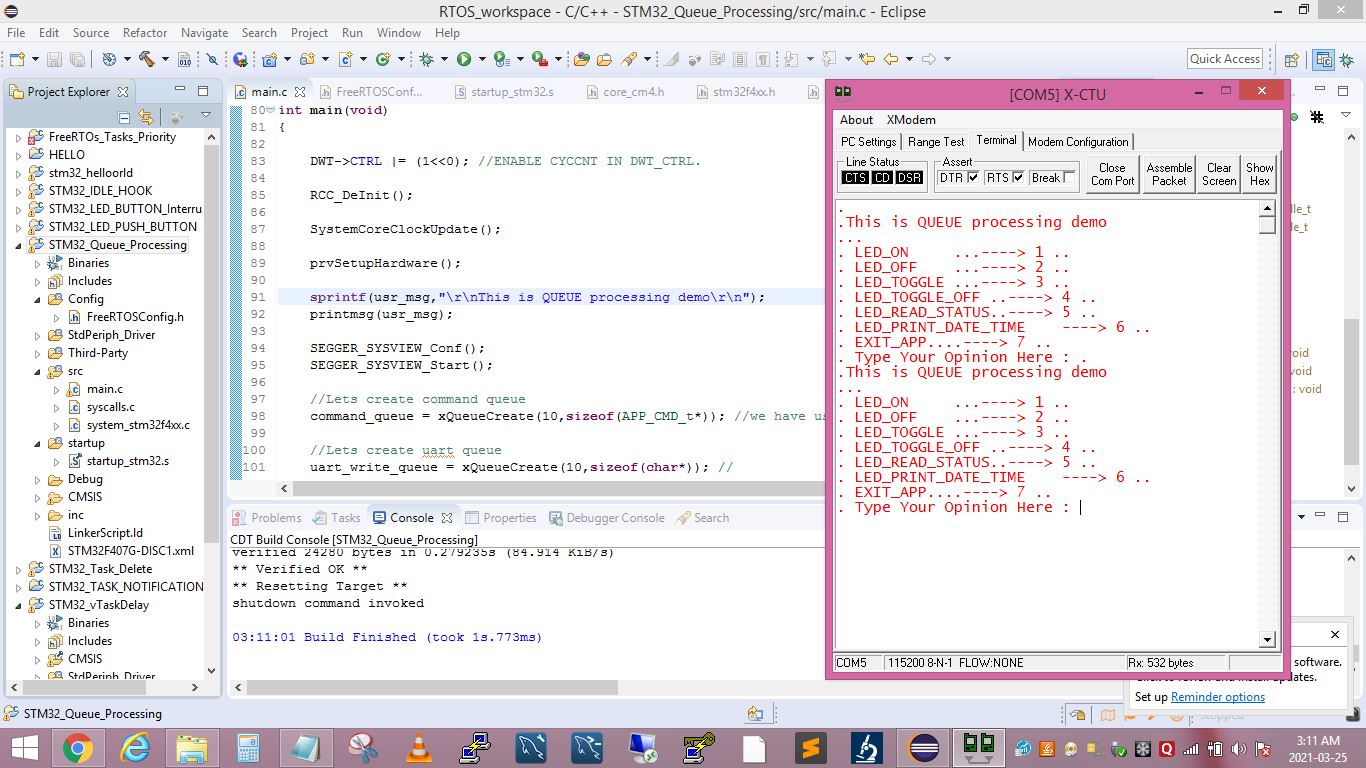 RTOS_workspace - C/C++ - STM32_Queue_Processing/src/main.c - Eclipse
File Edit Source Refactor Navigate Search Project Run Window Help
Quick Access
Project Explorer
FreeRTOs_Tasks_Priority
HELLO
stm32_helloorld
STM32_IDLE_HOOK
STM32_LED_BUTTON_Interru
STM32_LED_PUSH_BUTTON
STM32_Queue_Processing
Binaries
Includes
Config
FreeRTOSConfig.h
StdPeriph_Driver
Third-Party
src
main.c
syscalls.c
system_stm32f4xx.c
startup
startup_stm32.s
Debug
CMSIS
inc
LinkerScript.ld
STM32F407G-DISC1.xml
STM32_Task_Delete
STM32_TASK_NOTIFICATION
STM32_vTaskDelay
Binaries
Includes
CMSIS
StdPeriph_Driver
main.c FreeRTOSConf... startup_stm32.s core_cm4.h stm32f4xx.h
80 int main(void)
81 {
82
83 DWT->CTRL |= (1<<0); //ENABLE CYCCNT IN DWT_CTRL.
84
85 RCC_DeInit();
86
87 SystemCoreClockUpdate();
88
89 prvSetupHardware();
90
91 sprintf(usr_msg,"\r\nThis is QUEUE processing demo\r\n");
92 printmsg(usr_msg);
93
94 SEGGER_SYSVIEW_Conf();
95 SEGGER_SYSVIEW_Start();
96
97 //Lets create command queue
98 command_queue = xQueueCreate(10,sizeof(APP_CMD_t*)); //we have us
99
100 //Lets create uart queue
101 uart_write_queue = xQueueCreate(10,sizeof(char*)); //
Problems Tasks Console Properties Debugger Console Search
CDT Build Console [STM32_Queue_Processing]
verified 24280 bytes in 0.279235s (84.914 KiB/s)
** Verified OK **
** Resetting Target **
shutdown command invoked
03:11:01 Build Finished (took 1s.773ms)
[COM5] X-CTU
About XModem
PC Settings Range Test Terminal Modem Configuration
Line Status
CTS CD DSR
Assert
DTR RTS Break
Close Com Port
Assemble Packet
Clear Screen
Show Hex
.
.This is QUEUE processing demo
...
. LED_ON ...----> 1 ..
. LED_OFF ...----> 2 ..
. LED_TOGGLE ...----> 3 ..
. LED_TOGGLE_OFF ..----> 4 ..
. LED_READ_STATUS..----> 5 ..
. LED_PRINT_DATE_TIME ----> 6 ..
. EXIT_APP....----> 7 ..
. Type Your Opinion Here : .
.This is QUEUE processing demo
...
. LED_ON ...----> 1 ..
. LED_OFF ...----> 2 ..
. LED_TOGGLE ...----> 3 ..
. LED_TOGGLE_OFF ..----> 4 ..
. LED_READ_STATUS..----> 5 ..
. LED_PRINT_DATE_TIME ----> 6 ..
. EXIT_APP....----> 7 ..
. Type Your Opinion Here :
COM5 115200 8-N-1 FLOW:NONE Rx: 532 bytes
dle_t
dle_t
void
void
: void
software.
Click to review and install updates.
Set up Reminder options
STM32_Queue_Processing
Stopped
3:11 AM
2021-03-25